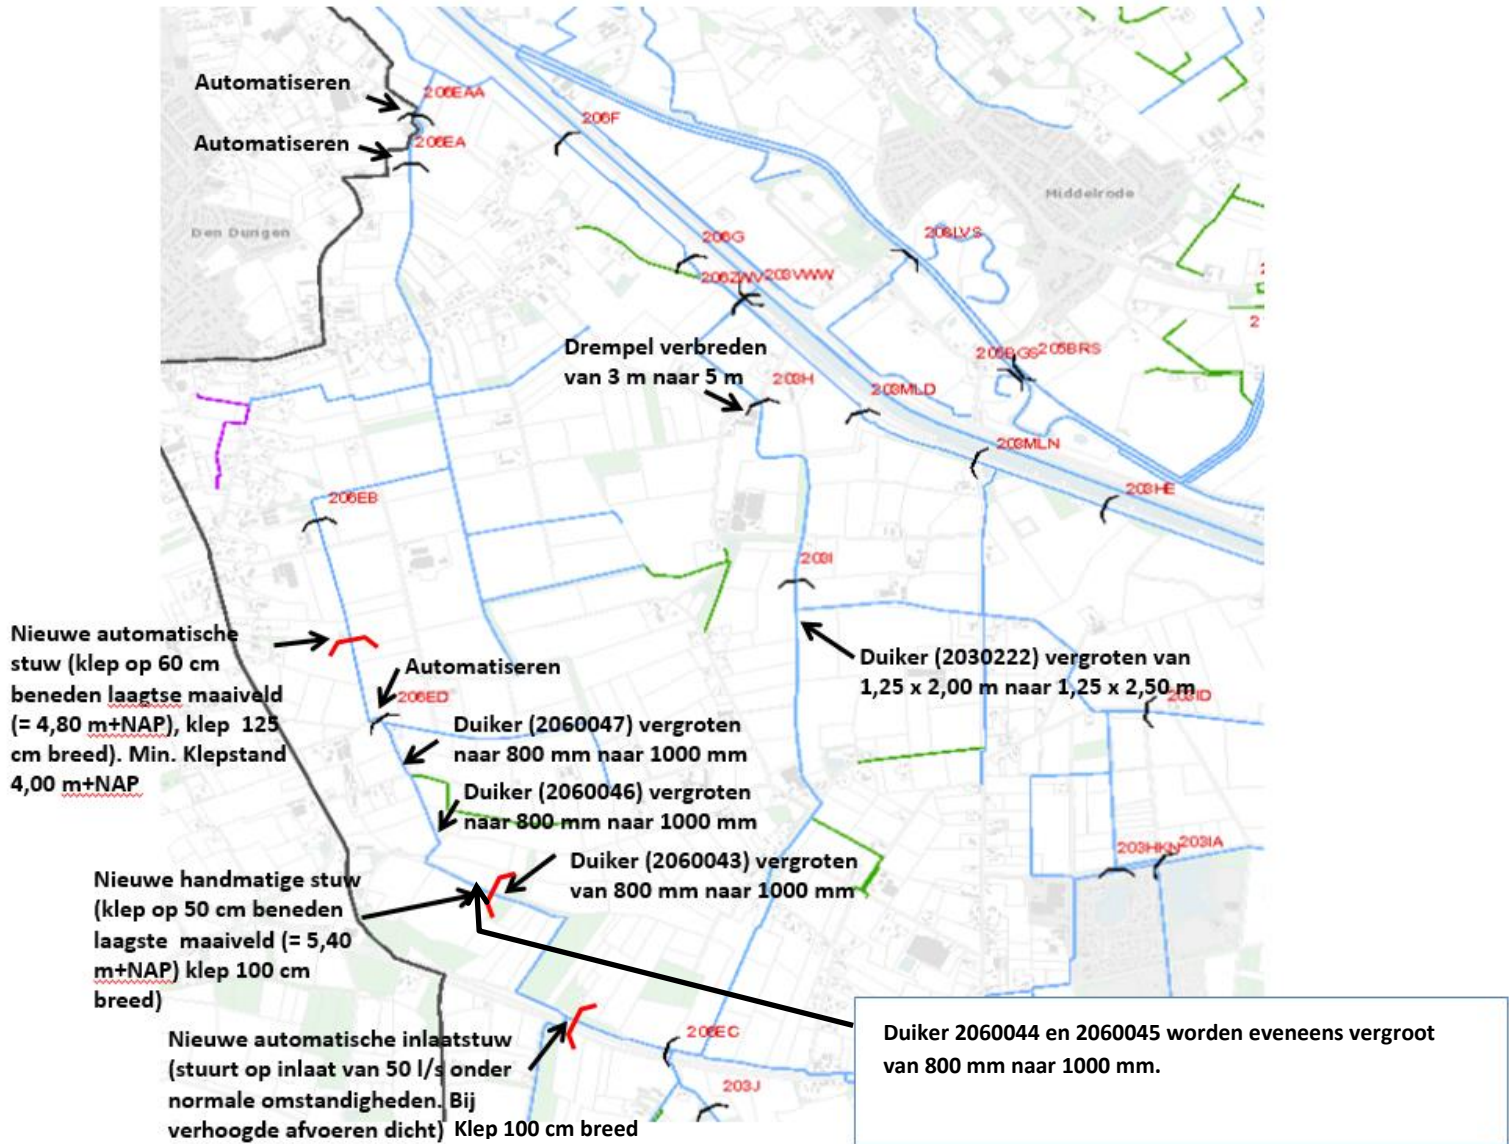 Automatiseren
206EAA
Automatiseren
206EA
206F
Middelrode
Den Dungen
206G
208LVS
206ZWV
203VWW
2
Drempel verbreden
van 3 m naar 5 m
203H
205BGS
205BRS
203MLD
203MLN
203HE
206EB
203I
Nieuwe automatische
stuw (klep op 60 cm
beneden laagtse maaiveld
(= 4,80 m+NAP), klep 125
cm breed). Min. Klepstand
4,00 m+NAP
Automatiseren
206ED
Duiker (2030222) vergroten van
1,25 x 2,00 m naar 1,25 x 2,50 m
203ID
Duiker (2060047) vergroten
naar 800 mm naar 1000 mm
Duiker (2060046) vergroten
naar 800 mm naar 1000 mm
Duiker (2060043) vergroten
van 800 mm naar 1000 mm
203HKN
203IA
Nieuwe handmatige stuw
(klep op 50 cm beneden
laagste maaiveld (= 5,40
m+NAP) klep 100 cm
breed)
Nieuwe automatische inlaatstuw
(stuurt op inlaat van 50 l/s onder
normale omstandigheden. Bij
verhoogde afvoeren dicht) Klep 100 cm breed
206EC
203J
Duiker 2060044 en 2060045 worden eveneens vergroot
van 800 mm naar 1000 mm.